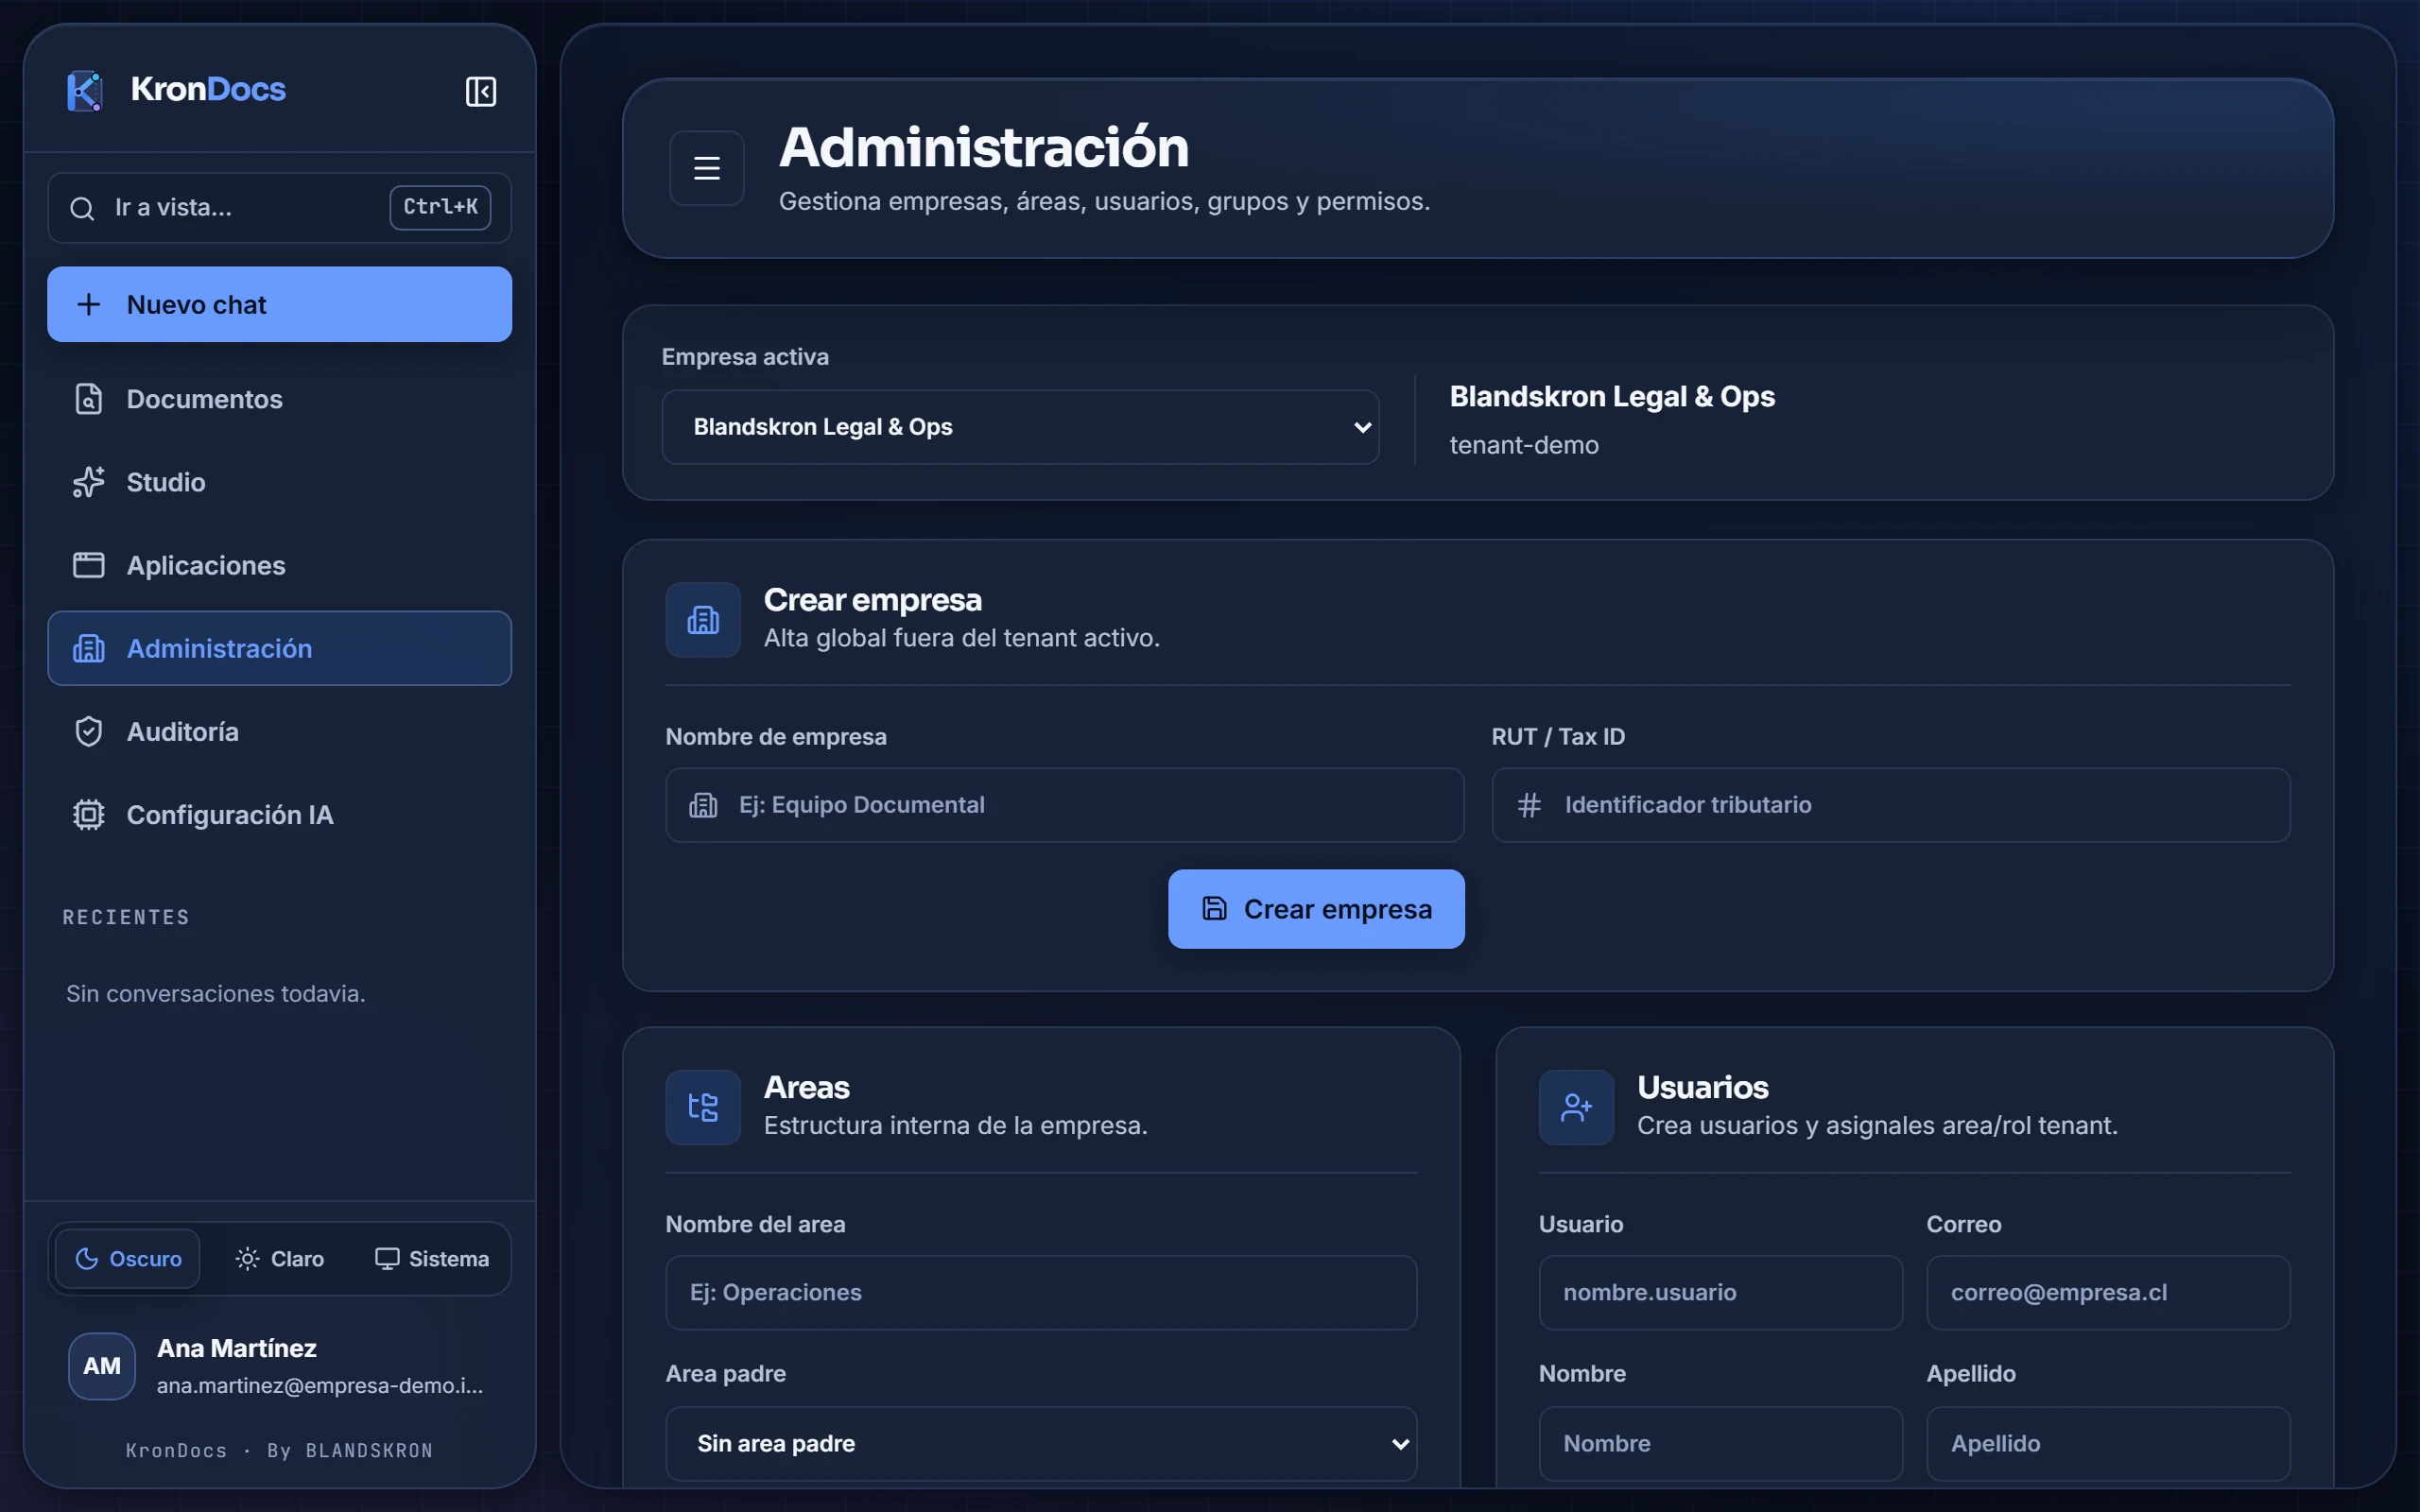 KronDocs
Ir a vista...
Ctrl+K
Nuevo chat
Documentos
Studio
Aplicaciones
Administración
Auditoría
Configuración IA
RECIENTES
Sin conversaciones todavia.
Oscuro
Claro
Sistema
AM
Ana Martínez
ana.martinez@empresa-demo.i...
KronDocs · By BLANDSKRON
Administración
Gestiona empresas, áreas, usuarios, grupos y permisos.
Empresa activa
Blandskron Legal & Ops
Blandskron Legal & Ops
tenant-demo
Crear empresa
Alta global fuera del tenant activo.
Nombre de empresa
Ej: Equipo Documental
RUT / Tax ID
Identificador tributario
Crear empresa
Areas
Estructura interna de la empresa.
Nombre del area
Ej: Operaciones
Area padre
Sin area padre
Usuarios
Crea usuarios y asignales area/rol tenant.
Usuario
nombre.usuario
Correo
correo@empresa.cl
Nombre
Nombre
Apellido
Apellido